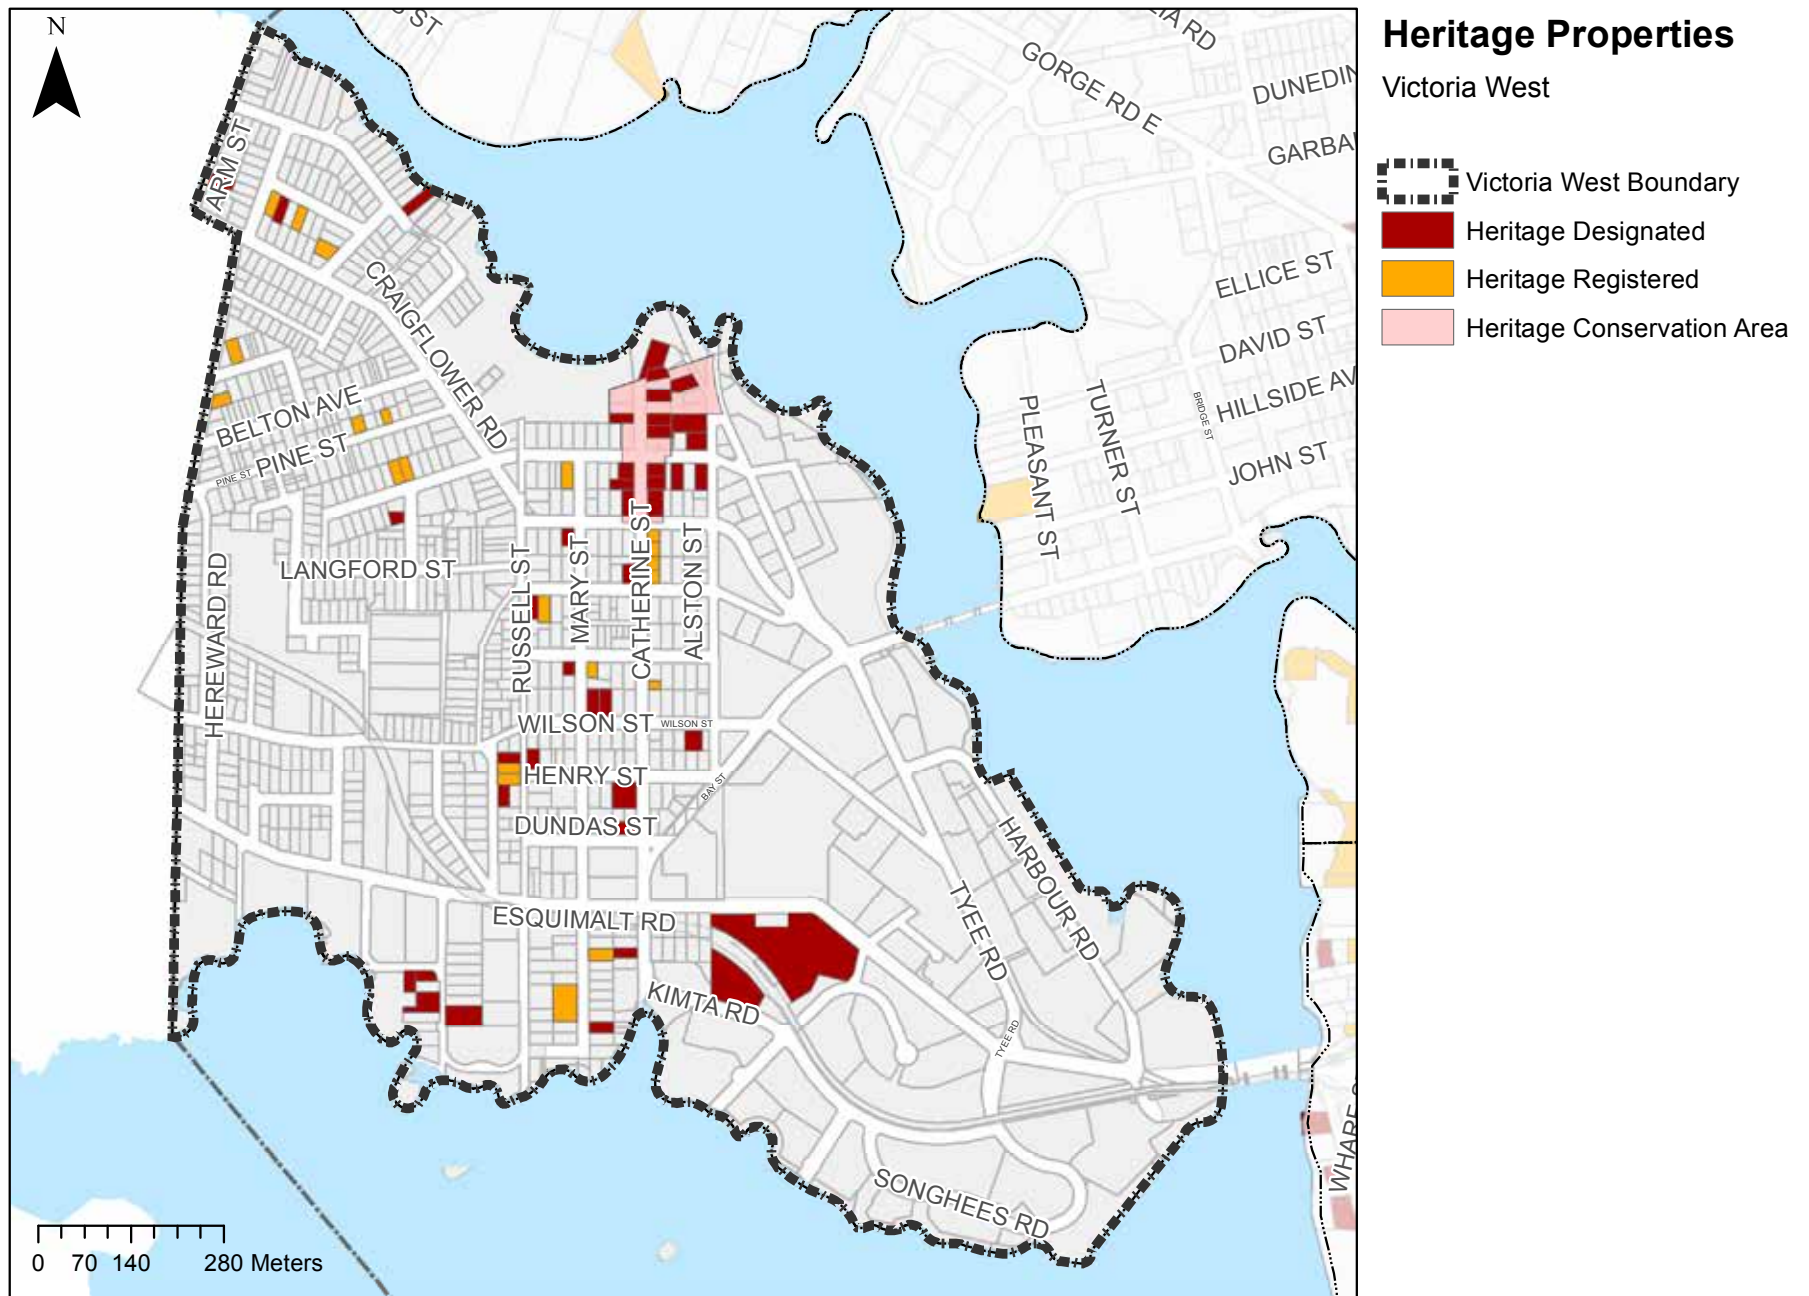 Heritage Properties
Victoria West
Victoria West Boundary
Heritage Designated
Heritage Registered
Heritage Conservation Area
N
ST
RD
GORGE RD E
DUNEDIN
GARBA
ARM ST
ELLICE ST
DAVID ST
HILLSIDE AV
BRIDGE ST
JOHN ST
TURNER ST
PLEASANT ST
CRAIGFLOWER RD
BELTON AVE
PINE ST
PINE ST
LANGFORD ST
HEREWARD RD
RUSSELL ST
MARY ST
CATHERINE ST
ALSTON ST
WILSON ST
WILSON ST
HENRY ST
BAY ST
DUNDAS ST
ESQUIMALT RD
KIMTA RD
TYEE RD
HARBOUR RD
TYEE RD
SONGHEES RD
WHARF
0 70 140 280 Meters